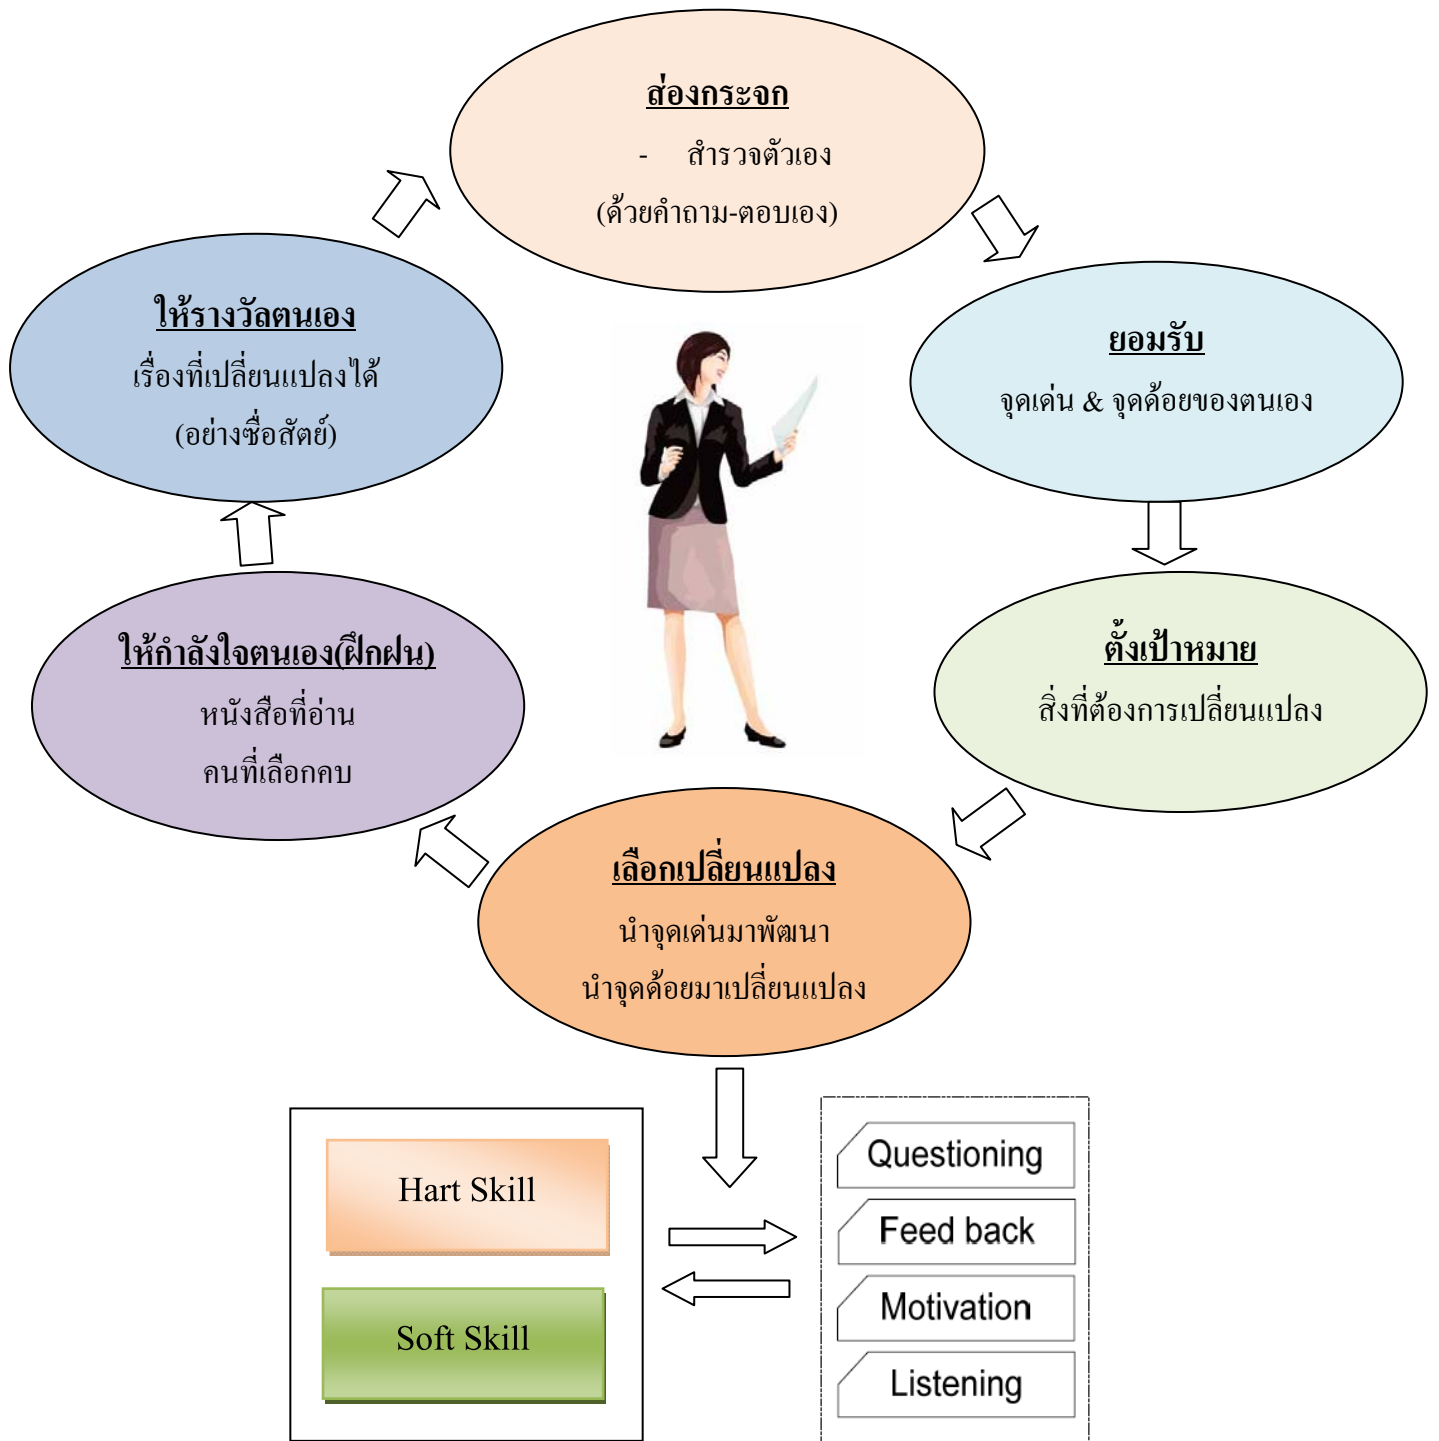 ส่องกระจก
- สำรวจตัวเอง
(ด้วยคำถาม-ตอบเอง)
ยอมรับ
จุดเด่น & จุดด้อยของตนเอง
ตั้งเป้าหมาย
สิ่งที่ต้องการเปลี่ยนแปลง
เลือกเปลี่ยนแปลง
นำจุดเด่นมาพัฒนา
นำจุดด้อยมาเปลี่ยนแปลง
ให้กำลังใจตนเอง(ฝึกฝน)
หนังสือที่อ่าน
คนที่เลือกคบ
ให้รางวัลตนเอง
เรื่องที่เปลี่ยนแปลงได้
(อย่างซื่อสัตย์)
Hart Skill
Soft Skill
Questioning
Feed back
Motivation
Listening